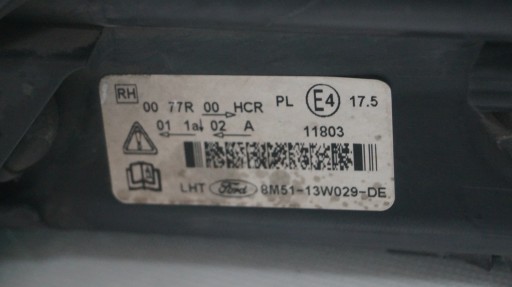 RH
00 77R 00 HCR PL E4 17.5
01 1a 02 A 11803
LHT Ford 8M51-13W029-DE